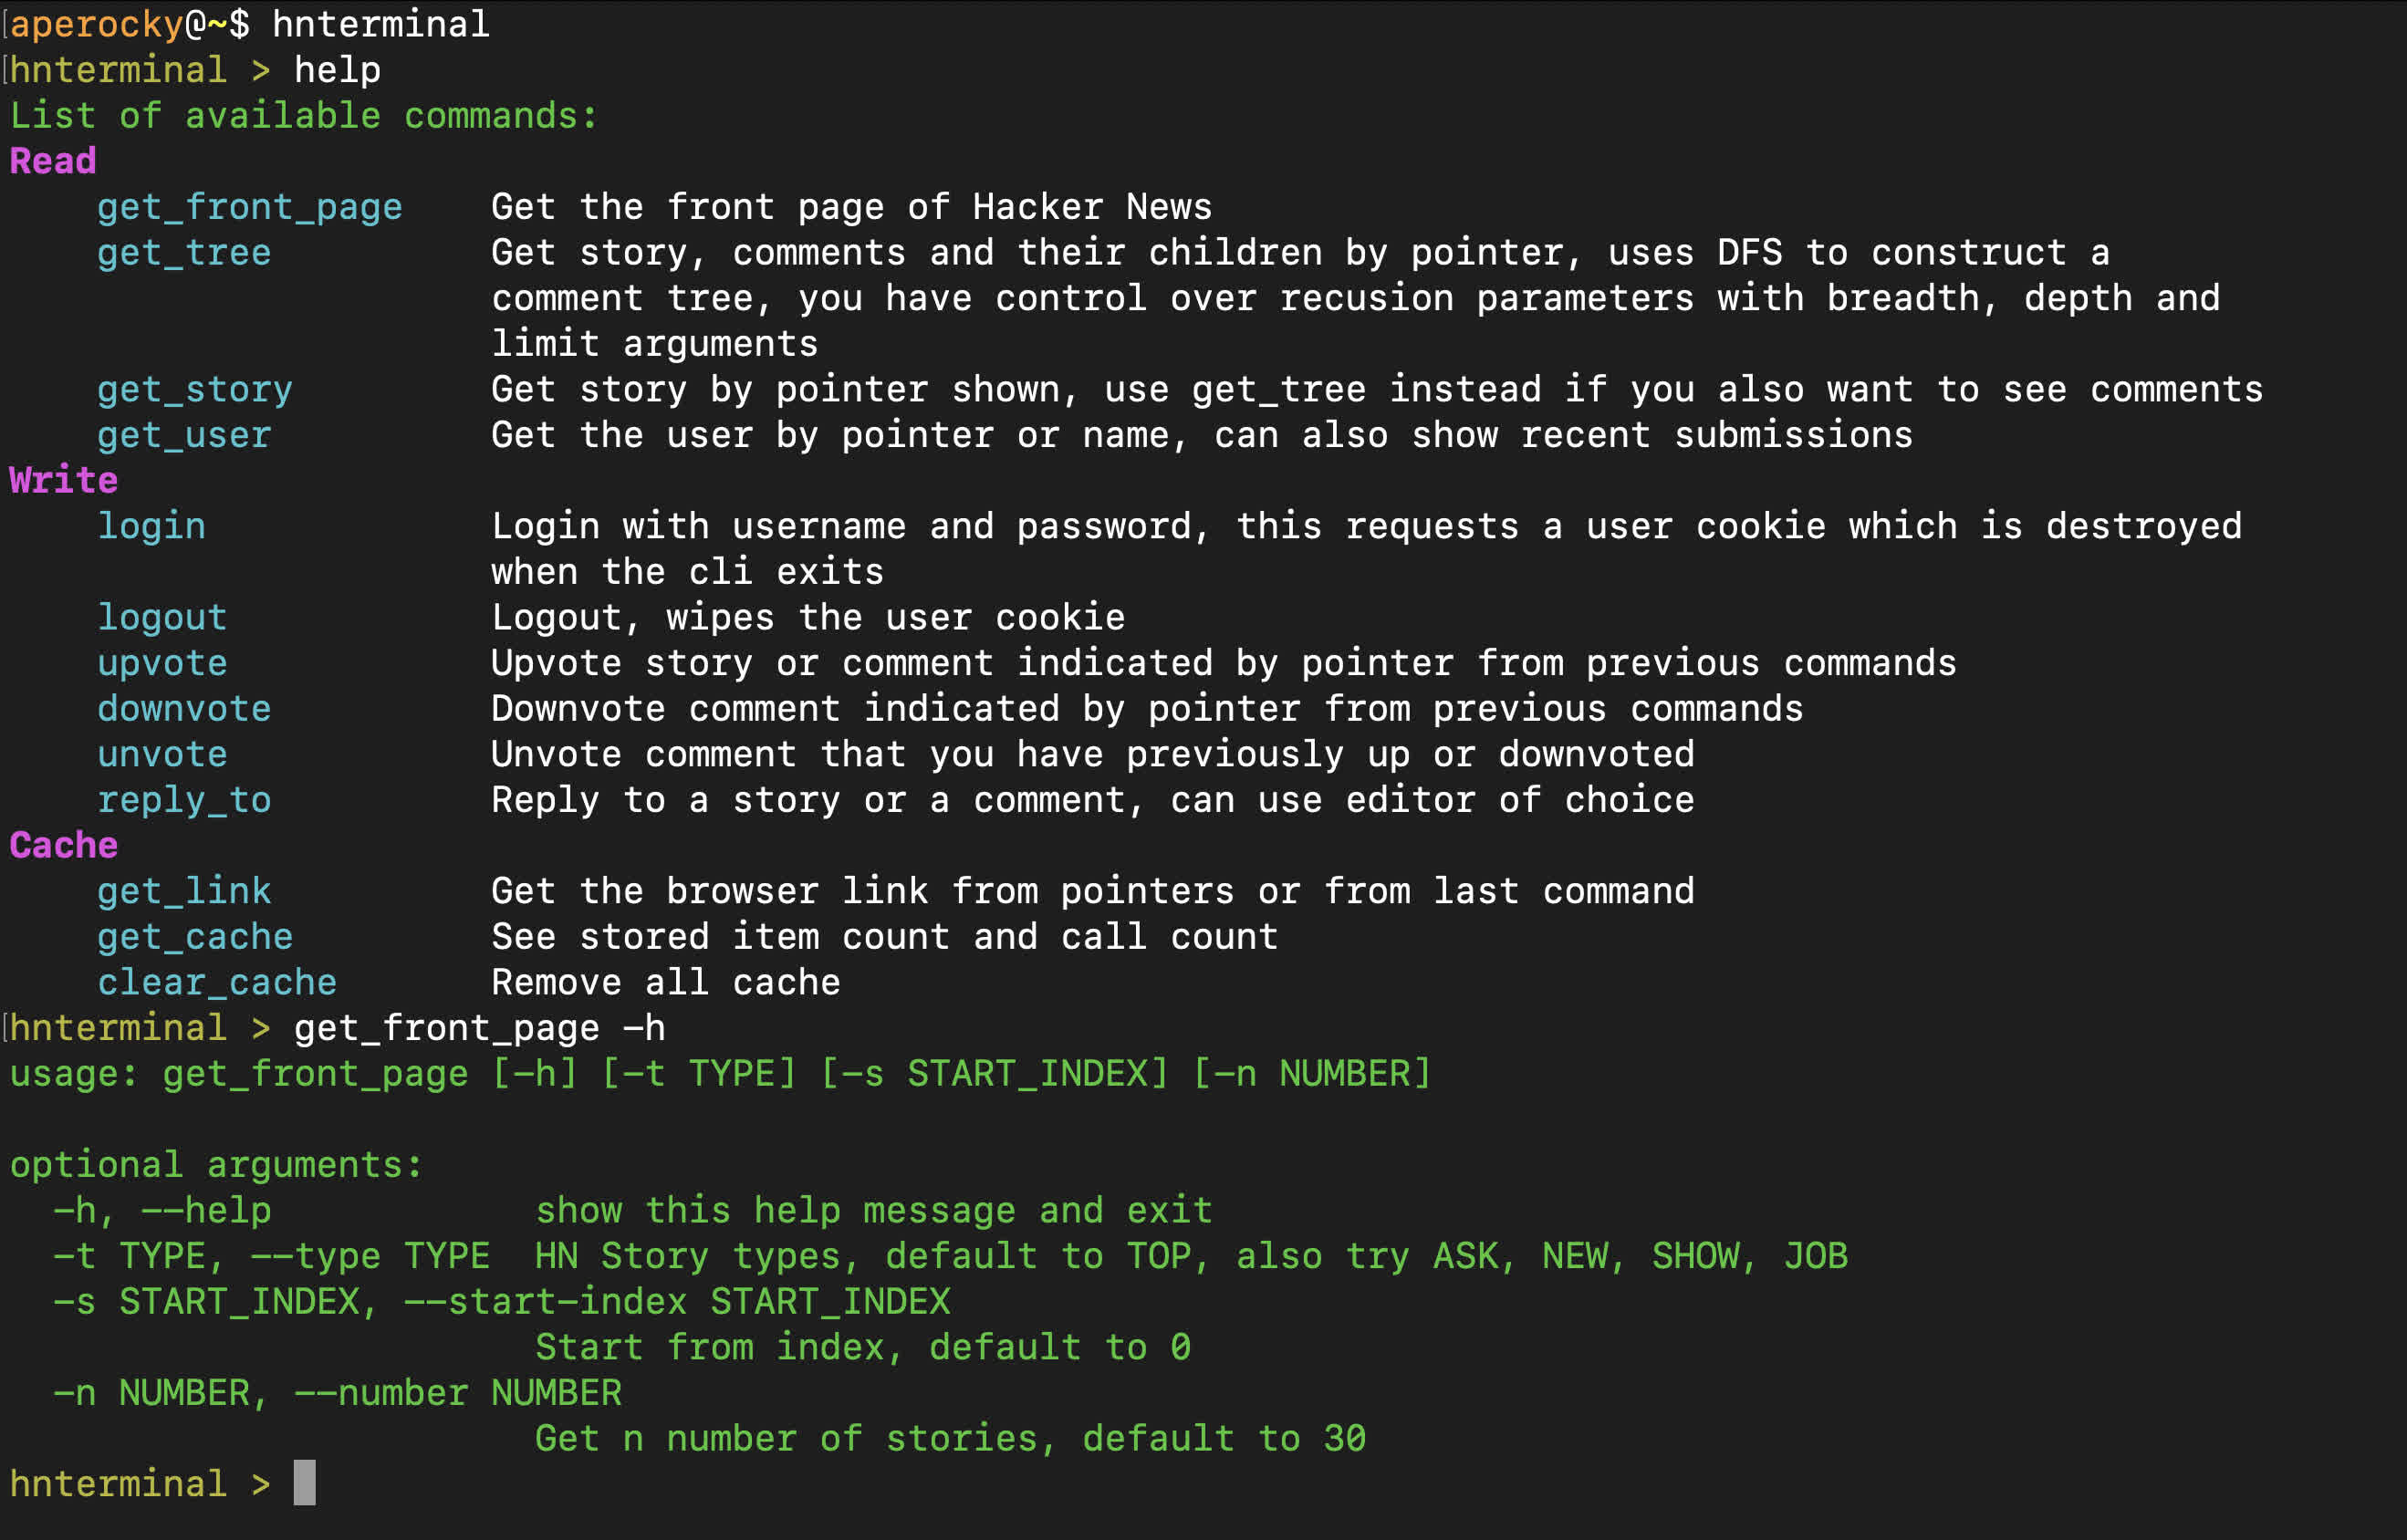 [aperocky@~$ hnterminal
[hnterminal > help
List of available commands:
Read
    get_front_page    Get the front page of Hacker News
    get_tree          Get story, comments and their children by pointer, uses DFS to construct a
                      comment tree, you have control over recusion parameters with breadth, depth and
                      limit arguments
    get_story         Get story by pointer shown, use get_tree instead if you also want to see comments
    get_user          Get the user by pointer or name, can also show recent submissions
Write
    login             Login with username and password, this requests a user cookie which is destroyed
                      when the cli exits
    logout            Logout, wipes the user cookie
    upvote            Upvote story or comment indicated by pointer from previous commands
    downvote          Downvote comment indicated by pointer from previous commands
    unvote            Unvote comment that you have previously up or downvoted
    reply_to          Reply to a story or a comment, can use editor of choice
Cache
    get_link          Get the browser link from pointers or from last command
    get_cache         See stored item count and call count
    clear_cache       Remove all cache
[hnterminal > get_front_page -h
usage: get_front_page [-h] [-t TYPE] [-s START_INDEX] [-n NUMBER]

optional arguments:
  -h, --help            show this help message and exit
  -t TYPE, --type TYPE  HN Story types, default to TOP, also try ASK, NEW, SHOW, JOB
  -s START_INDEX, --start-index START_INDEX
                        Start from index, default to 0
  -n NUMBER, --number NUMBER
                        Get n number of stories, default to 30
hnterminal >